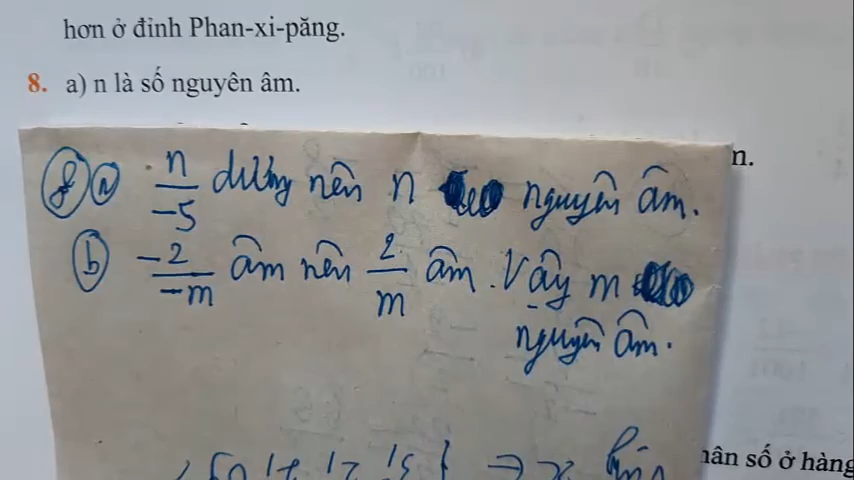 hơn ở đỉnh Phan-xi-păng.
8. a) n là số nguyên âm.
n.
8 a) n/-5 dương nên n nguyên âm.
b) -2/-m âm nên 2/m âm. Vậy m
nguyên âm.
hân số ở hàng